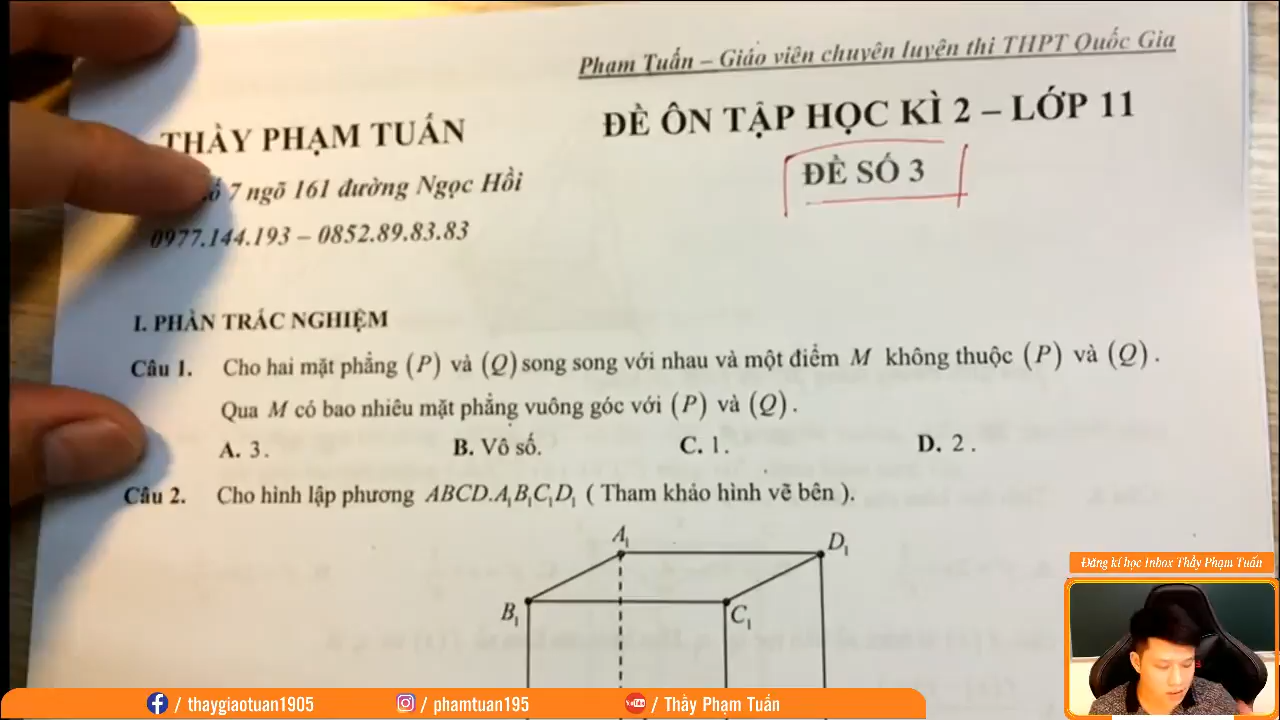 Phạm Tuấn – Giáo viên chuyên luyện thi THPT Quốc Gia
THẦY PHẠM TUẤN
ĐỀ ÔN TẬP HỌC KÌ 2 – LỚP 11
ĐỀ SỐ 3
7 ngõ 161 đường Ngọc Hồi
0977.144.193 – 0852.89.83.83
I. PHẦN TRẮC NGHIỆM
Câu 1. Cho hai mặt phẳng (P) và (Q) song song với nhau và một điểm M không thuộc (P) và (Q).
Qua M có bao nhiêu mặt phẳng vuông góc với (P) và (Q).
A. 3. B. Vô số. C. 1. D. 2.
Câu 2. Cho hình lập phương ABCD.A₁B₁C₁D₁ ( Tham khảo hình vẽ bên ).
A₁ D₁
B₁ C₁
Đăng kí học Inbox Thầy Phạm Tuấn
/ thaygiaotuan1905 / phamtuan195 / Thầy Phạm Tuấn